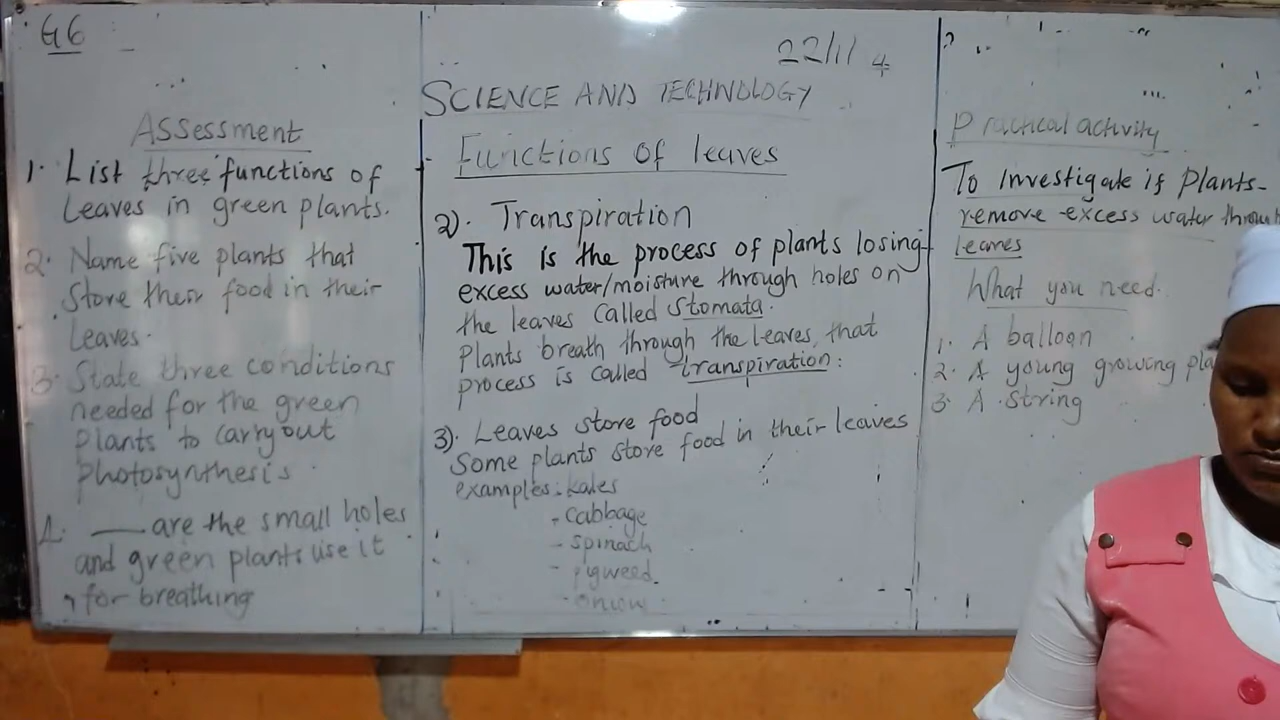 G6
Assessment
1. List three functions of
Leaves in green plants.
2. Name five plants that
Store their food in their
Leaves.
3. State three conditions
needed for the green
plants to carry out
photosynthesis.
4. ___ are the small holes
and green plants use it
for breathing
22/11
SCIENCE AND TECHNOLOGY
Functions of leaves
2). Transpiration
This is the process of plants losing
excess water/moisture through holes on
the leaves called Stomata.
Plants breath through the leaves, that
process is called transpiration:
3). Leaves store food
Some plants store food in their leaves
examples: kales
- Cabbage
- spinach
- pigweed.
- onion
Practical activity
To investigate if plants-
remove excess water through
leaves
What you need.
1. A balloon
2. A young growing pla
3. A string